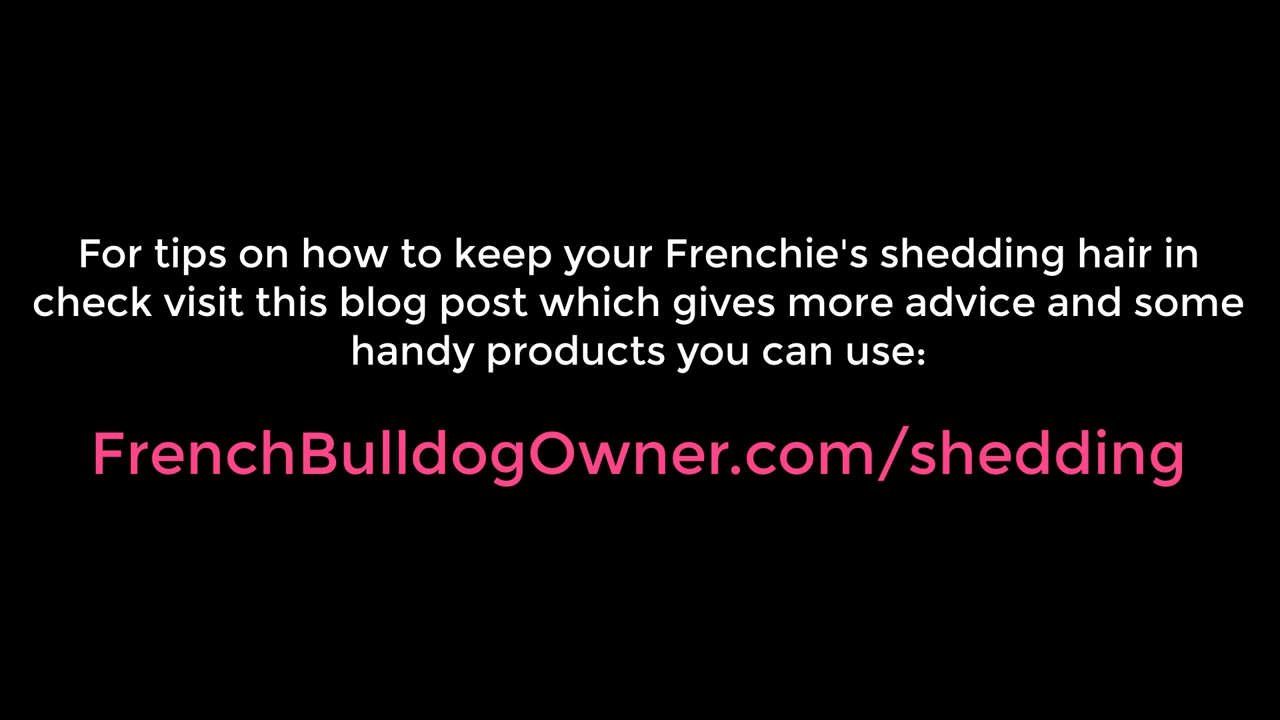 For tips on how to keep your Frenchie's shedding hair in
check visit this blog post which gives more advice and some
handy products you can use:
FrenchBulldogOwner.com/shedding